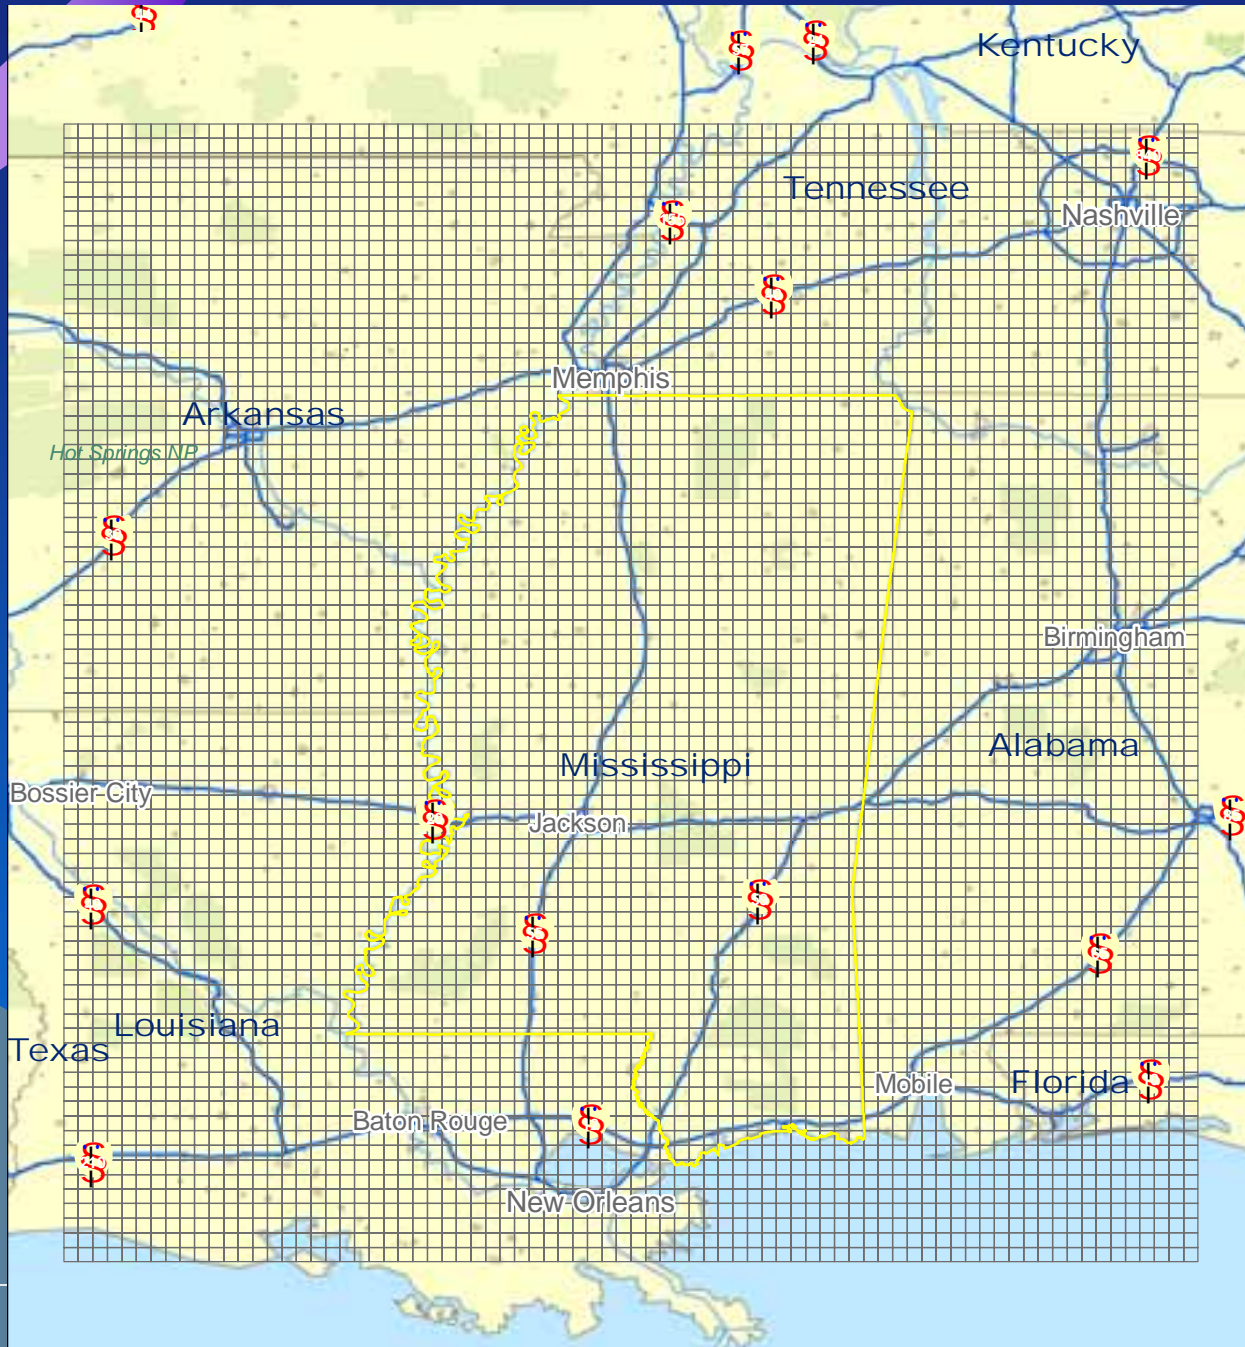 Kentucky
Tennessee
Nashville
Memphis
Arkansas
Hot Springs NP
Birmingham
Alabama
Mississippi
Bossier City
Jackson
Louisiana
Texas
Mobile
Florida
Baton Rouge
New Orleans